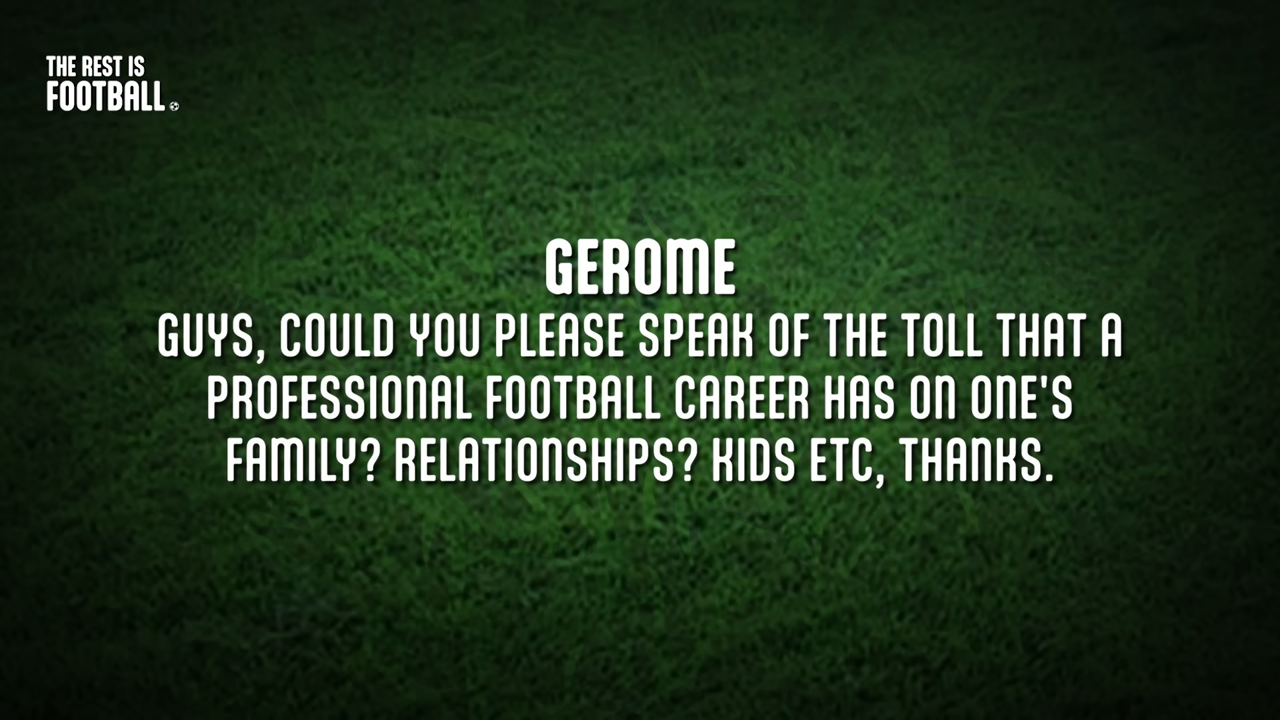 THE REST IS
FOOTBALL.
GEROME
GUYS, COULD YOU PLEASE SPEAK OF THE TOLL THAT A
PROFESSIONAL FOOTBALL CAREER HAS ON ONE'S
FAMILY? RELATIONSHIPS? KIDS ETC, THANKS.